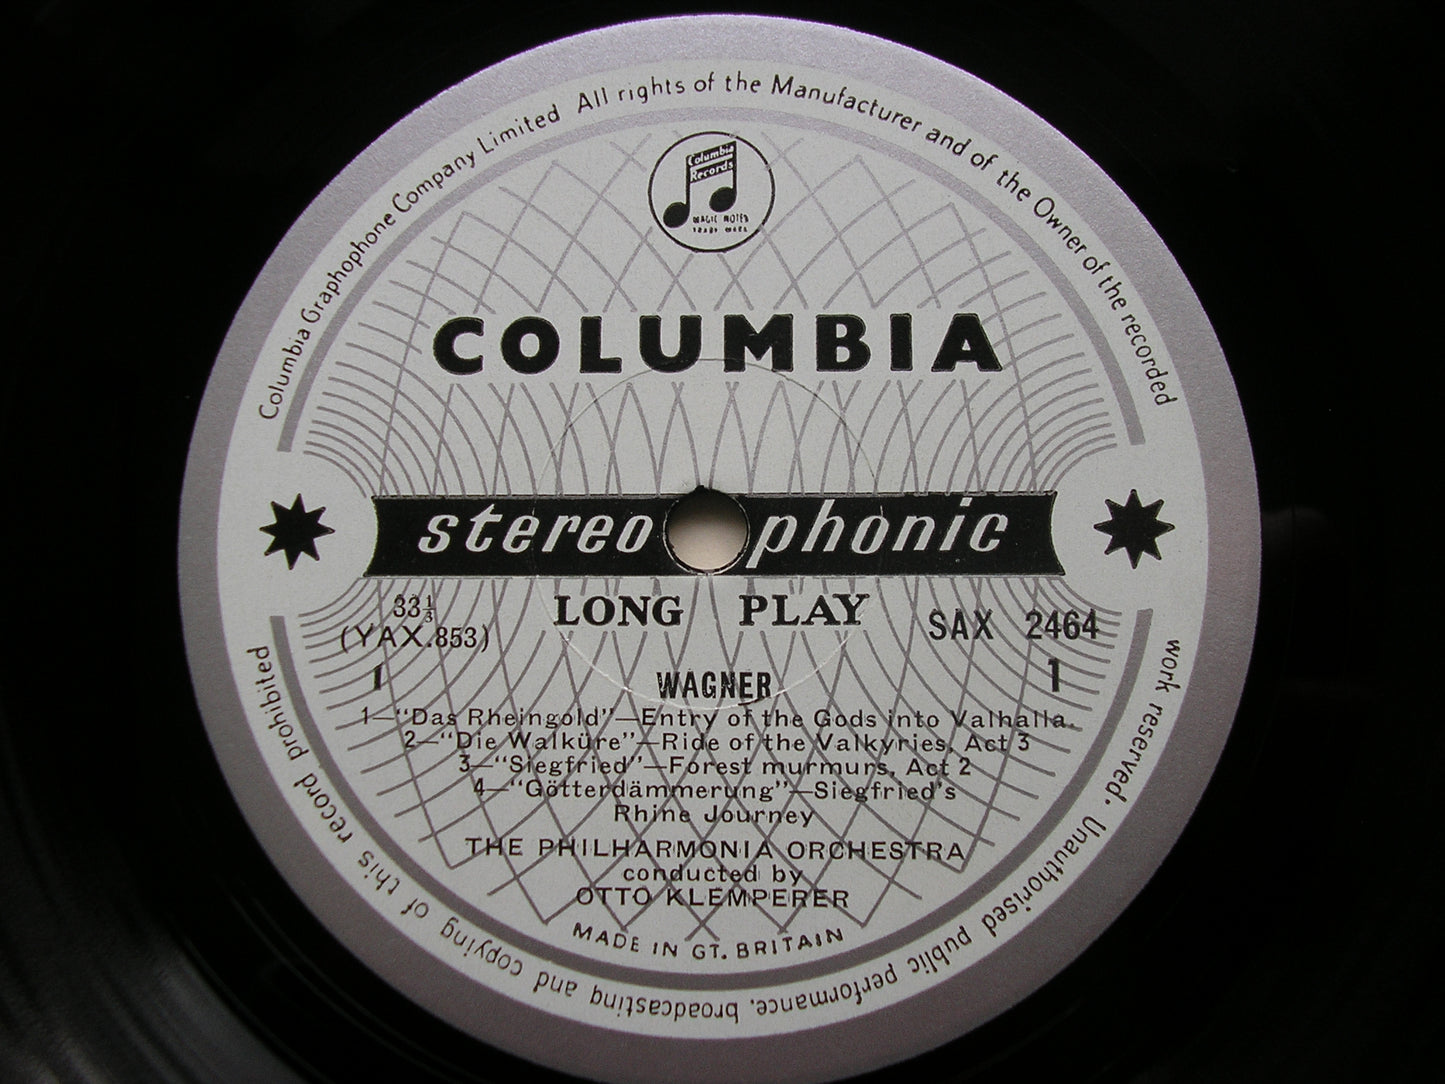 Columbia Graphophone Company Limited All rights of the Manufacturer and of the Owner of the recorded work reserved. Unauthorised public performance, broadcasting and copying of this record prohibited
Columbia
Records
MAGIC NOTES
TRADE MARK
COLUMBIA
stereophonic
LONG PLAY
33⅓
(YAX.853)
SAX 2464
1
1
WAGNER
1—“Das Rheingold”—Entry of the Gods into Valhalla.
2—“Die Walküre”—Ride of the Valkyries, Act 3
3—“Siegfried”—Forest murmurs, Act 2
4—“Götterdämmerung”—Siegfried's
Rhine Journey
THE PHILHARMONIA ORCHESTRA
conducted by
OTTO KLEMPERER
MADE IN GT. BRITAIN